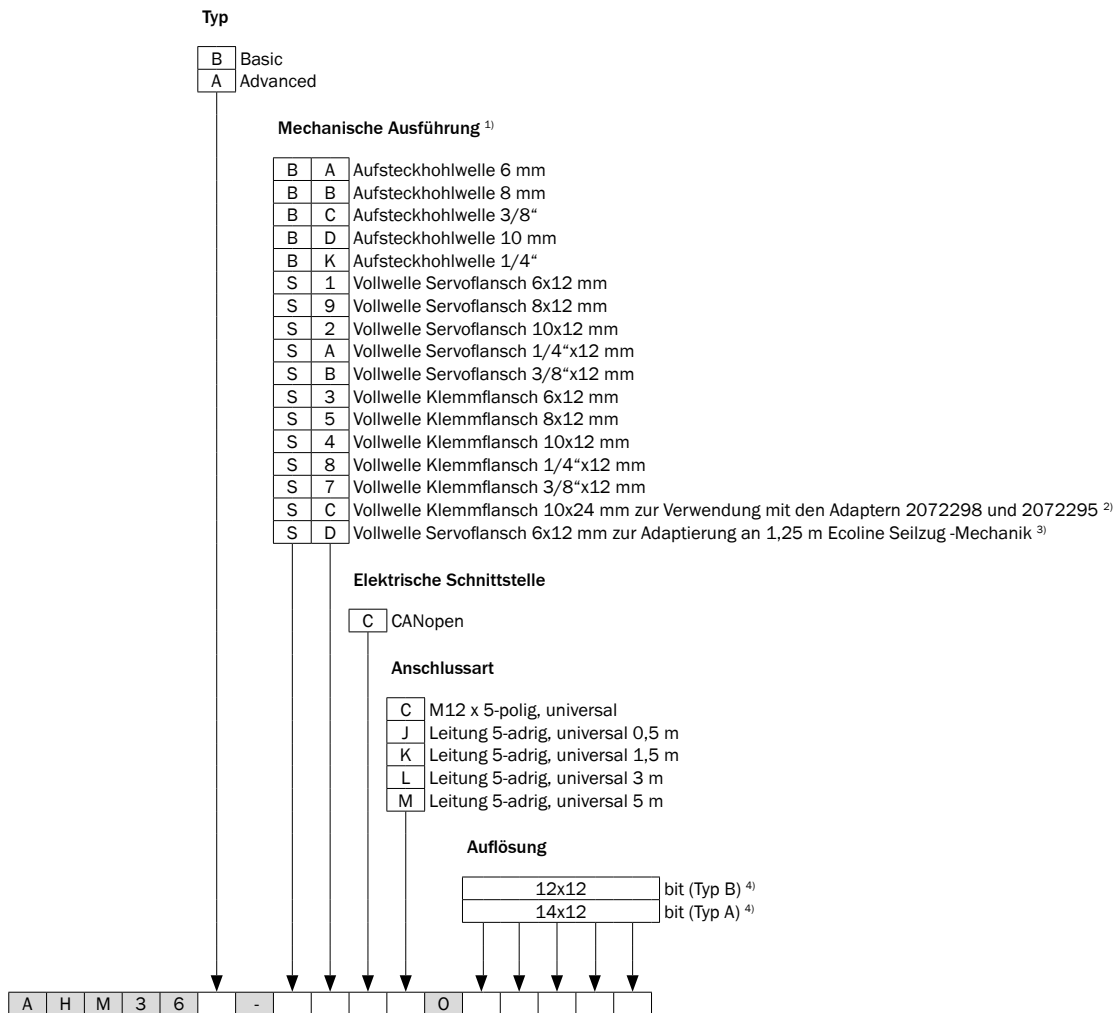 Typ
B Basic
A Advanced
Mechanische Ausführung 1)
B A Aufsteckhohlwelle 6 mm
B B Aufsteckhohlwelle 8 mm
B C Aufsteckhohlwelle 3/8“
B D Aufsteckhohlwelle 10 mm
B K Aufsteckhohlwelle 1/4“
S 1 Vollwelle Servoflansch 6x12 mm
S 9 Vollwelle Servoflansch 8x12 mm
S 2 Vollwelle Servoflansch 10x12 mm
S A Vollwelle Servoflansch 1/4“x12 mm
S B Vollwelle Servoflansch 3/8“x12 mm
S 3 Vollwelle Klemmflansch 6x12 mm
S 5 Vollwelle Klemmflansch 8x12 mm
S 4 Vollwelle Klemmflansch 10x12 mm
S 8 Vollwelle Klemmflansch 1/4“x12 mm
S 7 Vollwelle Klemmflansch 3/8“x12 mm
S C Vollwelle Klemmflansch 10x24 mm zur Verwendung mit den Adaptern 2072298 und 2072295 2)
S D Vollwelle Servoflansch 6x12 mm zur Adaptierung an 1,25 m Ecoline Seilzug -Mechanik 3)
Elektrische Schnittstelle
C CANopen
Anschlussart
C M12 x 5-polig, universal
J Leitung 5-adrig, universal 0,5 m
K Leitung 5-adrig, universal 1,5 m
L Leitung 5-adrig, universal 3 m
M Leitung 5-adrig, universal 5 m
Auflösung
12x12 bit (Typ B) 4)
14x12 bit (Typ A) 4)
A H M 3 6 - 0